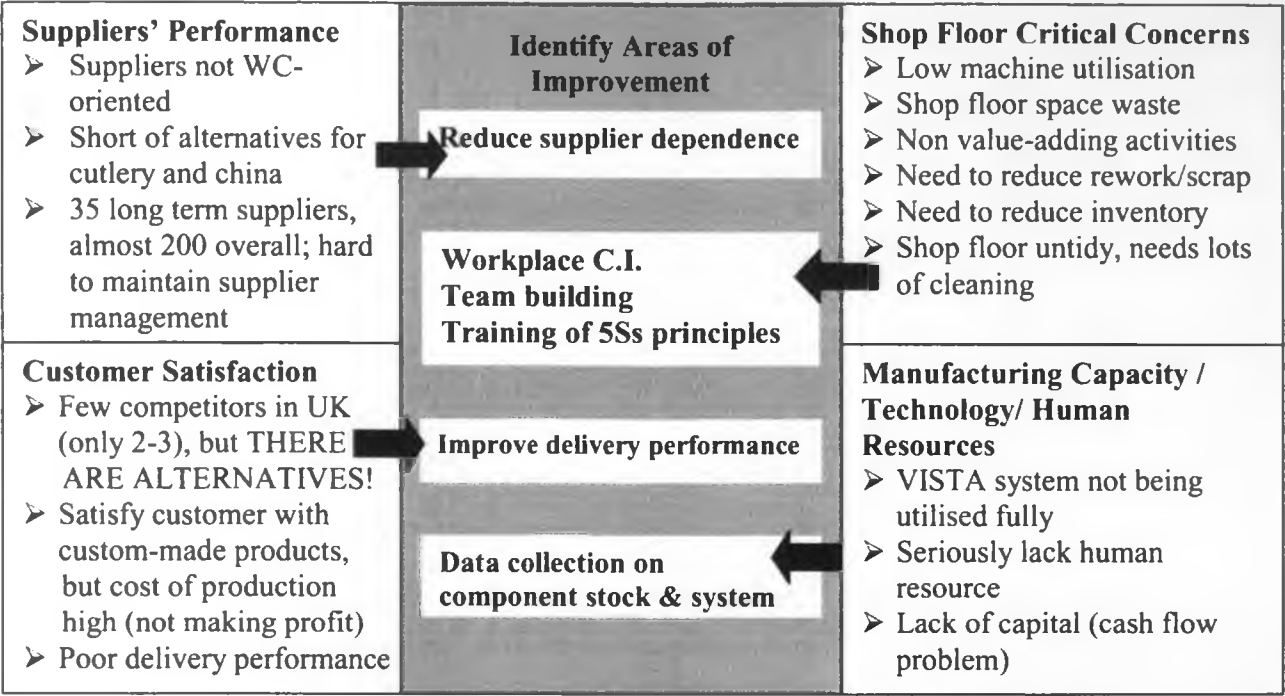 Suppliers' Performance
➢ Suppliers not WC-
oriented
➢ Short of alternatives for
cutlery and china
➢ 35 long term suppliers,
almost 200 overall; hard
to maintain supplier
management
Customer Satisfaction
➢ Few competitors in UK
(only 2-3), but THERE
ARE ALTERNATIVES!
➢ Satisfy customer with
custom-made products,
but cost of production
high (not making profit)
➢ Poor delivery performance
Identify Areas of
Improvement
Reduce supplier dependence
Workplace C.I.
Team building
Training of 5Ss principles
Improve delivery performance
Data collection on
component stock & system
Shop Floor Critical Concerns
➢ Low machine utilisation
➢ Shop floor space waste
➢ Non value-adding activities
➢ Need to reduce rework/scrap
➢ Need to reduce inventory
➢ Shop floor untidy, needs lots
of cleaning
Manufacturing Capacity /
Technology/ Human
Resources
➢ VISTA system not being
utilised fully
➢ Seriously lack human
resource
➢ Lack of capital (cash flow
problem)